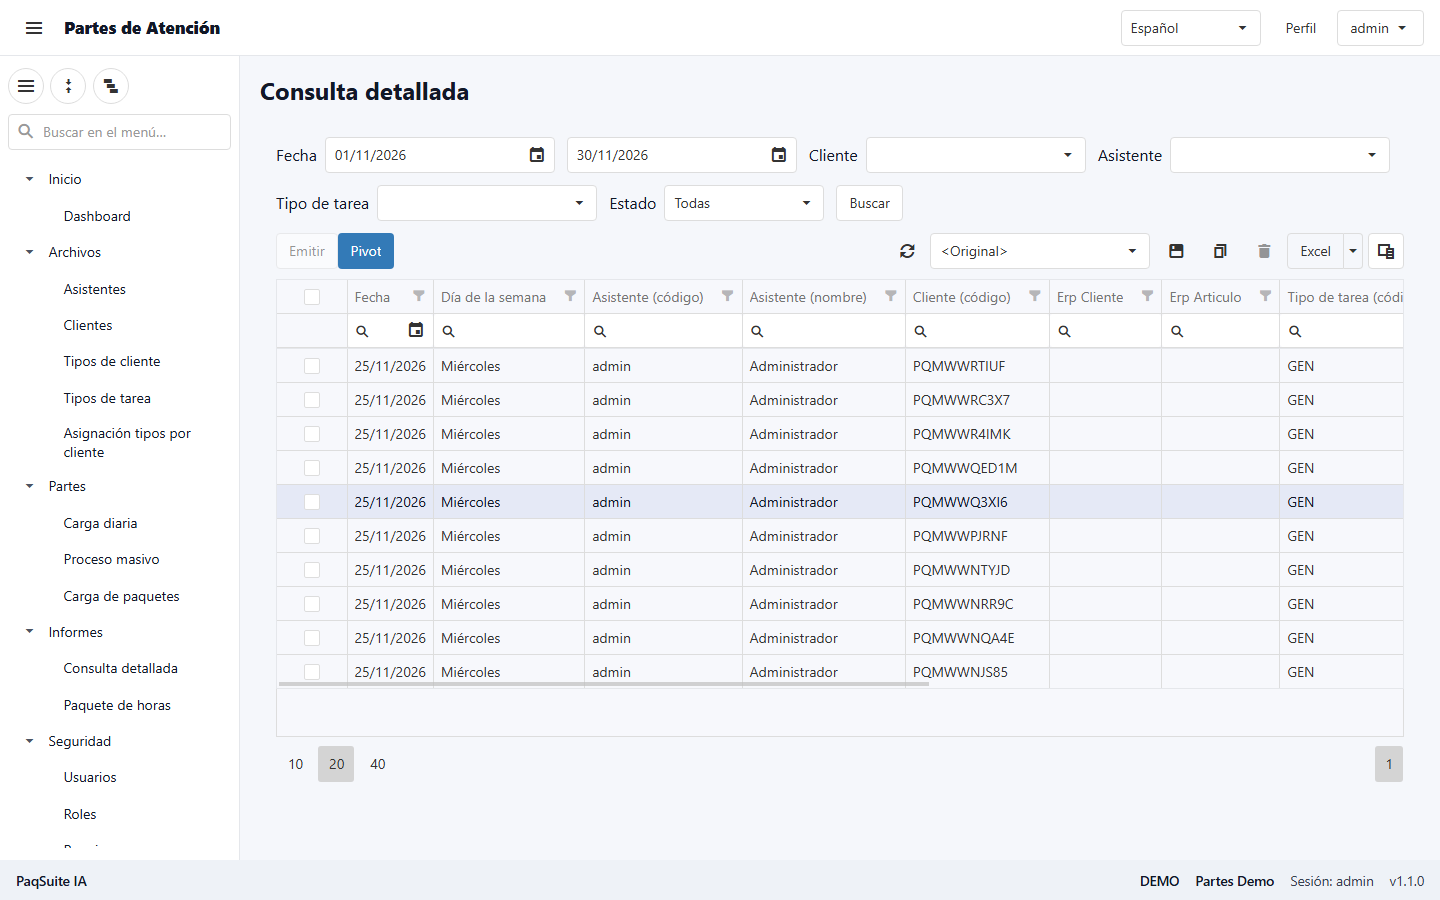 Partes de Atención
Español
Perfil
admin
Buscar en el menú...
Inicio
Dashboard
Archivos
Asistentes
Clientes
Tipos de cliente
Tipos de tarea
Asignación tipos por
cliente
Partes
Carga diaria
Proceso masivo
Carga de paquetes
Informes
Consulta detallada
Paquete de horas
Seguridad
Usuarios
Roles
Consulta detallada
Fecha 01/11/2026 30/11/2026 Cliente Asistente
Tipo de tarea Estado Todas Buscar
Emitir Pivot <Original> Excel
Fecha Día de la semana Asistente (código) Asistente (nombre) Cliente (código) Erp Cliente Erp Articulo Tipo de tarea (códi
25/11/2026 Miércoles admin Administrador PQMWWRTIUF GEN
25/11/2026 Miércoles admin Administrador PQMWWRC3X7 GEN
25/11/2026 Miércoles admin Administrador PQMWWR4IMK GEN
25/11/2026 Miércoles admin Administrador PQMWWQED1M GEN
25/11/2026 Miércoles admin Administrador PQMWWQ3XI6 GEN
25/11/2026 Miércoles admin Administrador PQMWWPJRNF GEN
25/11/2026 Miércoles admin Administrador PQMWWNTYJD GEN
25/11/2026 Miércoles admin Administrador PQMWWNRR9C GEN
25/11/2026 Miércoles admin Administrador PQMWWNQA4E GEN
25/11/2026 Miércoles admin Administrador PQMWWNJS85 GEN
10 20 40 1
PaqSuite IA
DEMO Partes Demo Sesión: admin v1.1.0